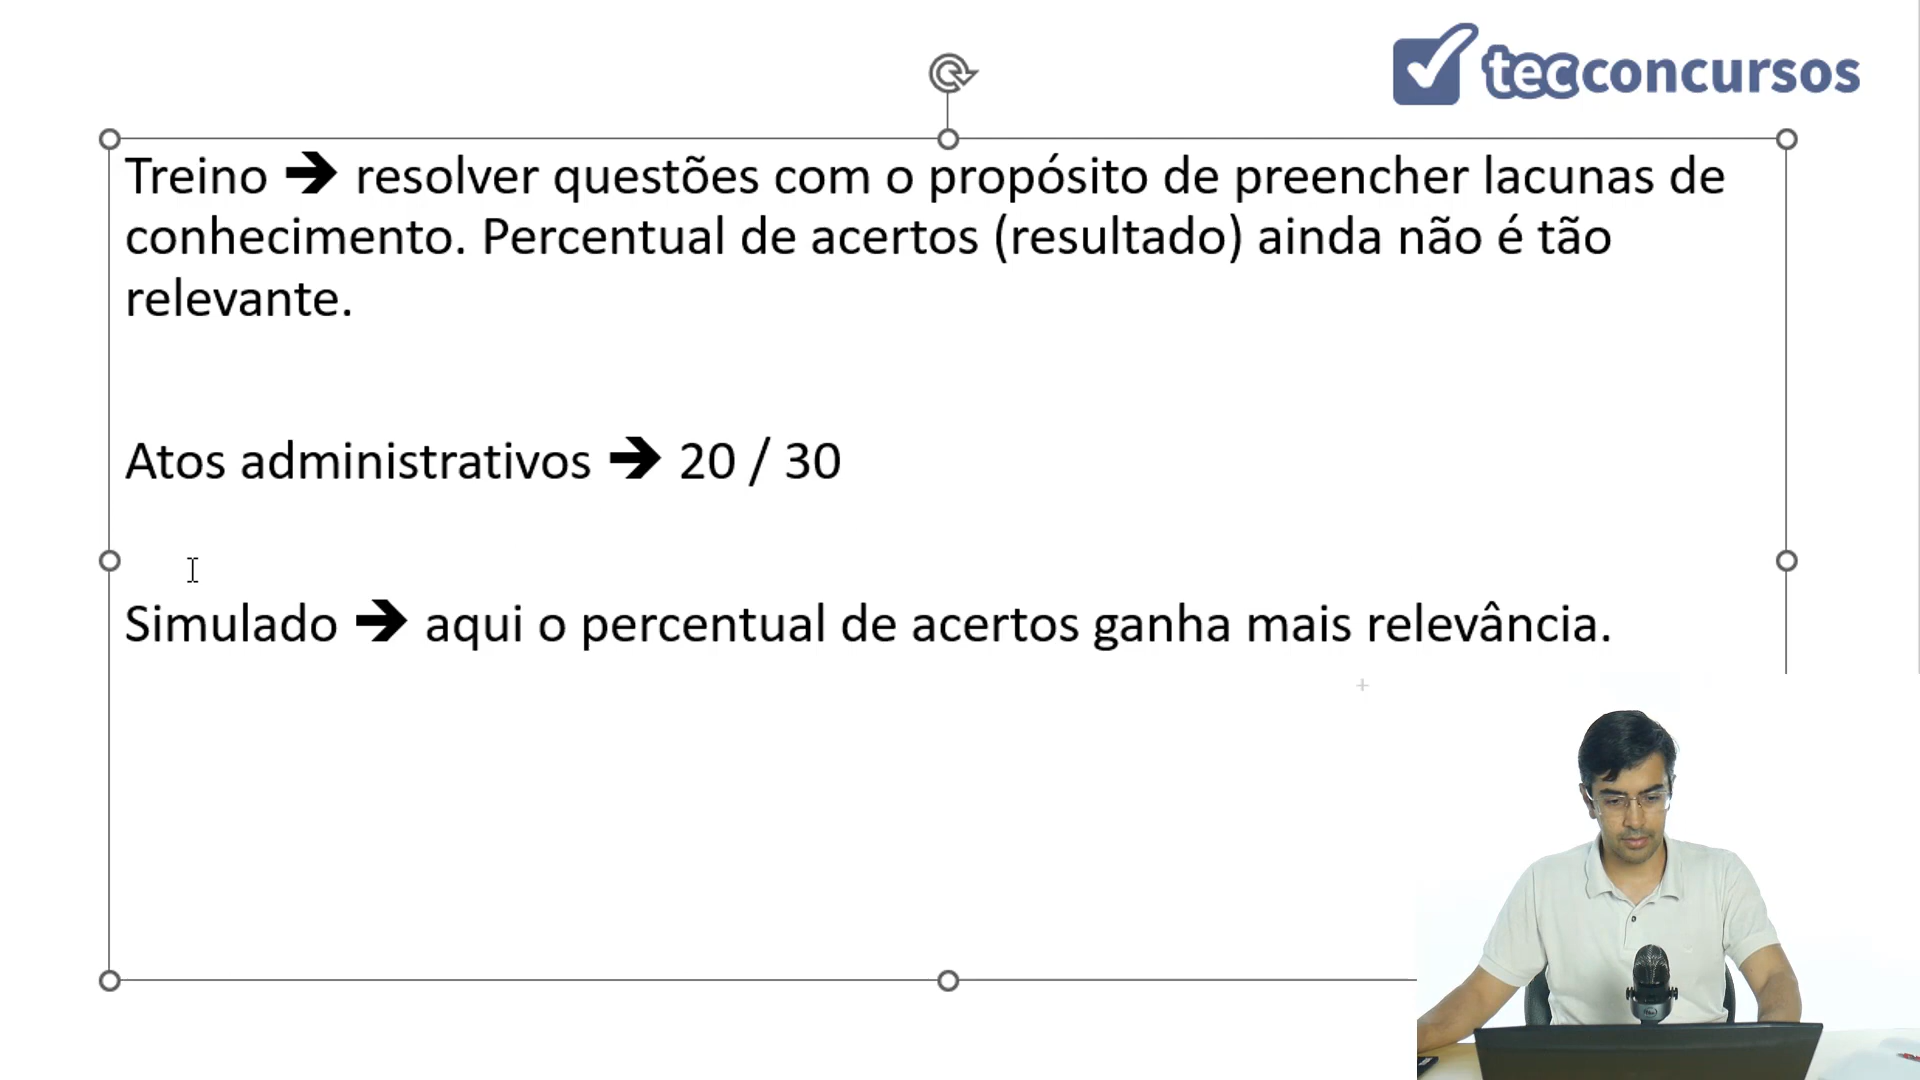 tecconcursos
Treino ➔ resolver questões com o propósito de preencher lacunas de
conhecimento. Percentual de acertos (resultado) ainda não é tão
relevante.
Atos administrativos ➔ 20 / 30
Simulado ➔ aqui o percentual de acertos ganha mais relevância.